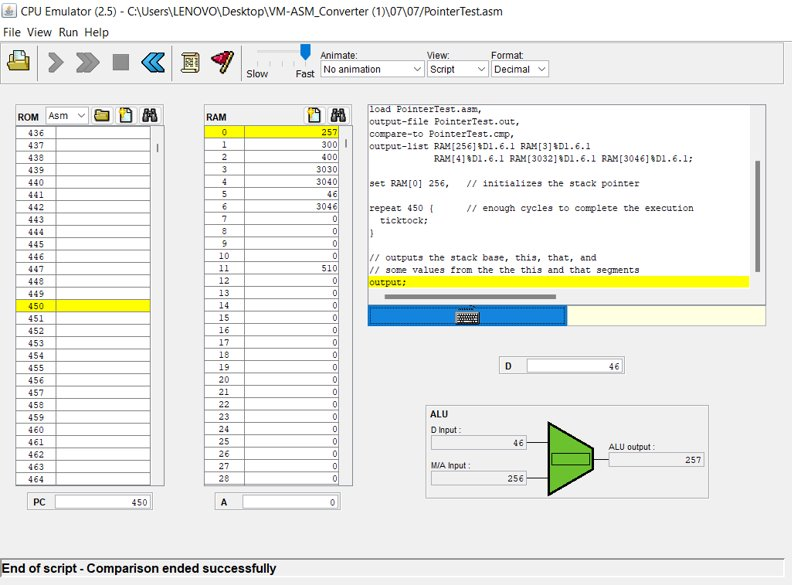 CPU Emulator (2.5) - C:\Users\LENOVO\Desktop\VM-ASM_Converter (1)\07\07/PointerTest.asm
File View Run Help
Slow Fast
Animate:
No animation
View:
Script
Format:
Decimal
ROM Asm
436
437
438
439
440
441
442
443
444
445
446
447
448
449
450
451
452
453
454
455
456
457
458
459
460
461
462
463
464
PC 450
RAM
0 257
1 300
2 400
3 3030
4 3040
5 46
6 3046
7 0
8 0
9 0
10 0
11 510
12 0
13 0
14 0
15 0
16 0
17 0
18 0
19 0
20 0
21 0
22 0
23 0
24 0
25 0
26 0
27 0
28 0
A 0
load PointerTest.asm,
output-file PointerTest.out,
compare-to PointerTest.cmp,
output-list RAM[256]%D1.6.1 RAM[3]%D1.6.1
RAM[4]%D1.6.1 RAM[3032]%D1.6.1 RAM[3046]%D1.6.1;
set RAM[0] 256, // initializes the stack pointer
repeat 450 { // enough cycles to complete the execution
ticktock;
}
// outputs the stack base, this, that, and
// some values from the the this and that segments
output;
D 46
ALU
D Input :
46
M/A Input :
256
ALU output :
257
End of script - Comparison ended successfully